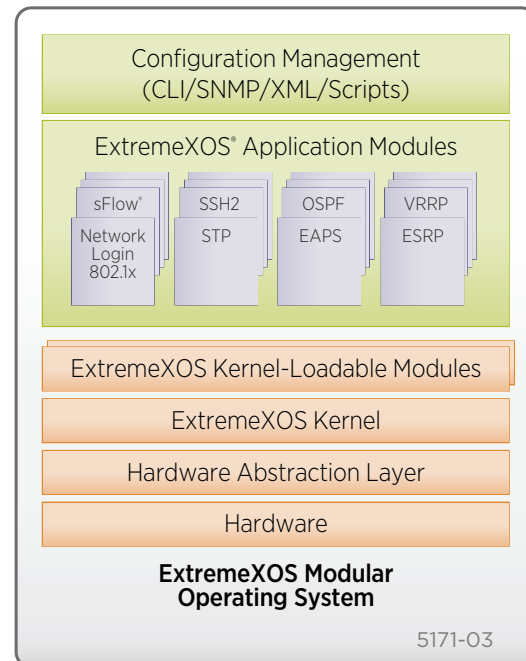 Configuration Management
(CLI/SNMP/XML/Scripts)
ExtremeXOS® Application Modules
sFlow®
SSH2
OSPF
VRRP
Network
Login
802.1x
STP
EAPS
ESRP
ExtremeXOS Kernel-Loadable Modules
ExtremeXOS Kernel
Hardware Abstraction Layer
Hardware
ExtremeXOS Modular
Operating System
5171-03